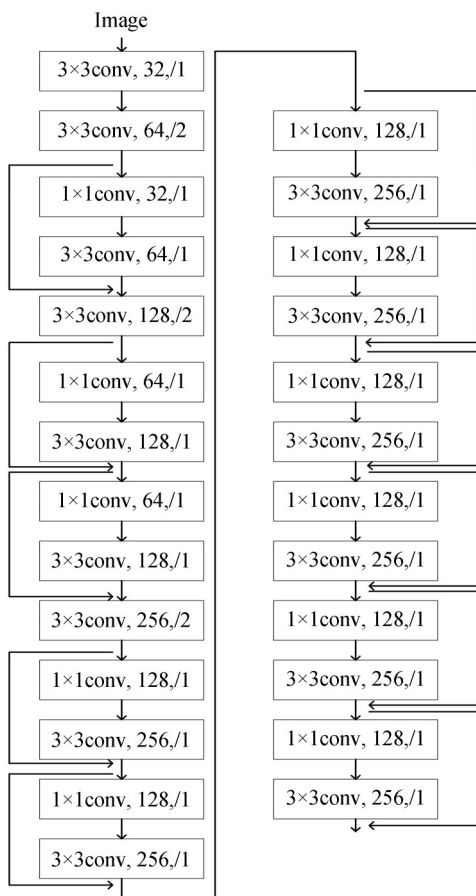 Image
3×3conv, 32,/1
3×3conv, 64,/2
1×1conv, 32,/1
3×3conv, 64,/1
3×3conv, 128,/2
1×1conv, 64,/1
3×3conv, 128,/1
1×1conv, 64,/1
3×3conv, 128,/1
3×3conv, 256,/2
1×1conv, 128,/1
3×3conv, 256,/1
1×1conv, 128,/1
3×3conv, 256,/1
1×1conv, 128,/1
3×3conv, 256,/1
1×1conv, 128,/1
3×3conv, 256,/1
1×1conv, 128,/1
3×3conv, 256,/1
1×1conv, 128,/1
3×3conv, 256,/1
1×1conv, 128,/1
3×3conv, 256,/1
1×1conv, 128,/1
3×3conv, 256,/1